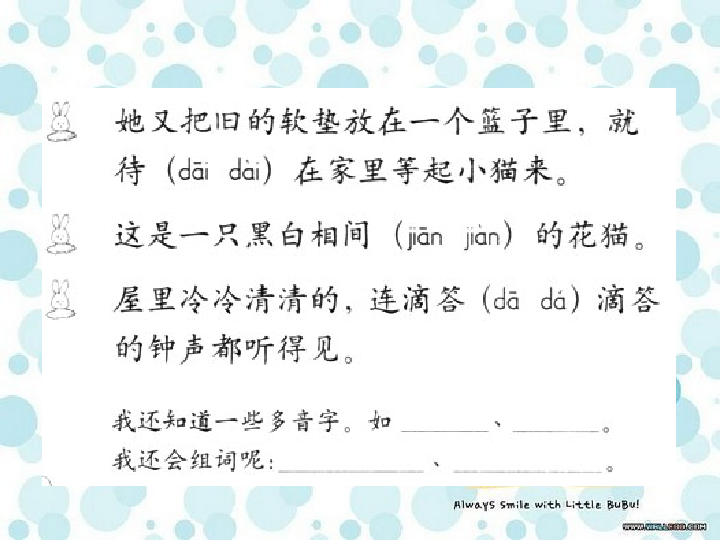 她又把旧的软垫放在一个篮子里，就
待（dāi dài）在家里等起小猫来。
这是一只黑白相间（jiān jiàn）的花猫。
屋里冷冷清清的，连滴答（dā dá）滴答
的钟声都听得见。
我还知道一些多音字。如 ________、________。
我还会组词呢：____________、____________。
Always Smile with Little BuBu!